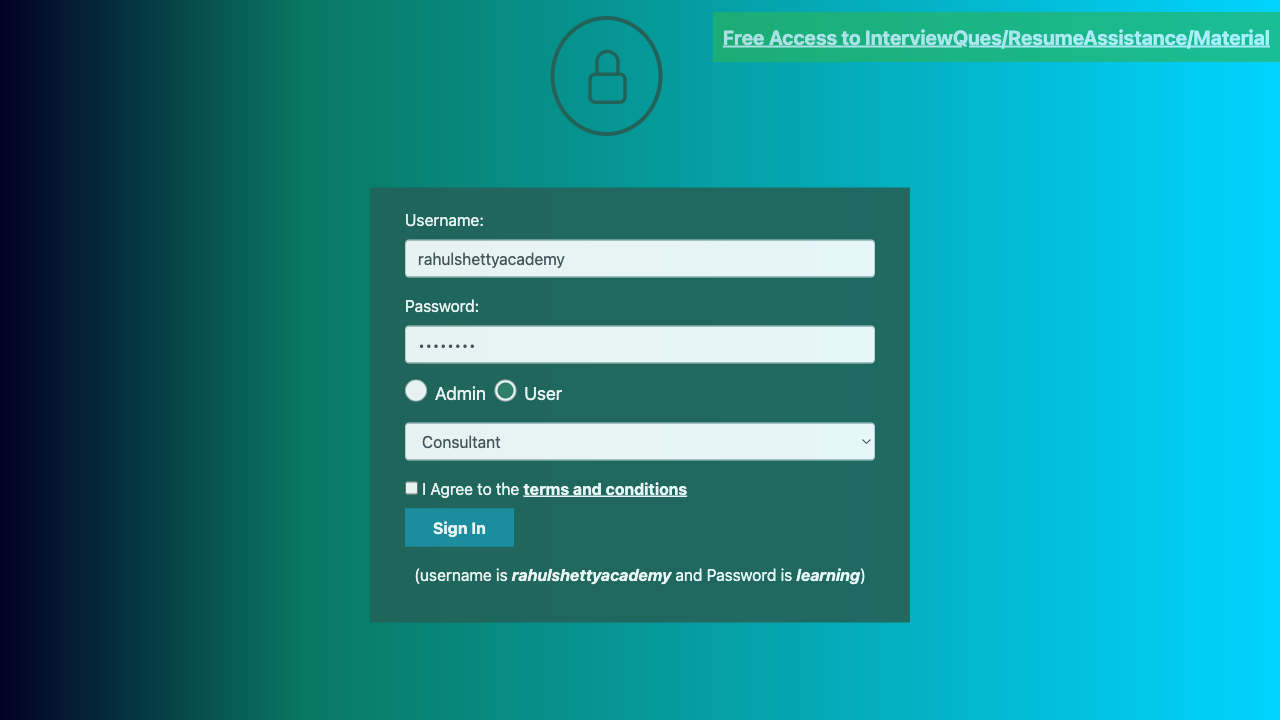 Free Access to InterviewQues/ResumeAssistance/Material
Username:
rahulshettyacademy
Password:
••••••••
Admin User
Consultant
I Agree to the terms and conditions
Sign In
(username is rahulshettyacademy and Password is learning)